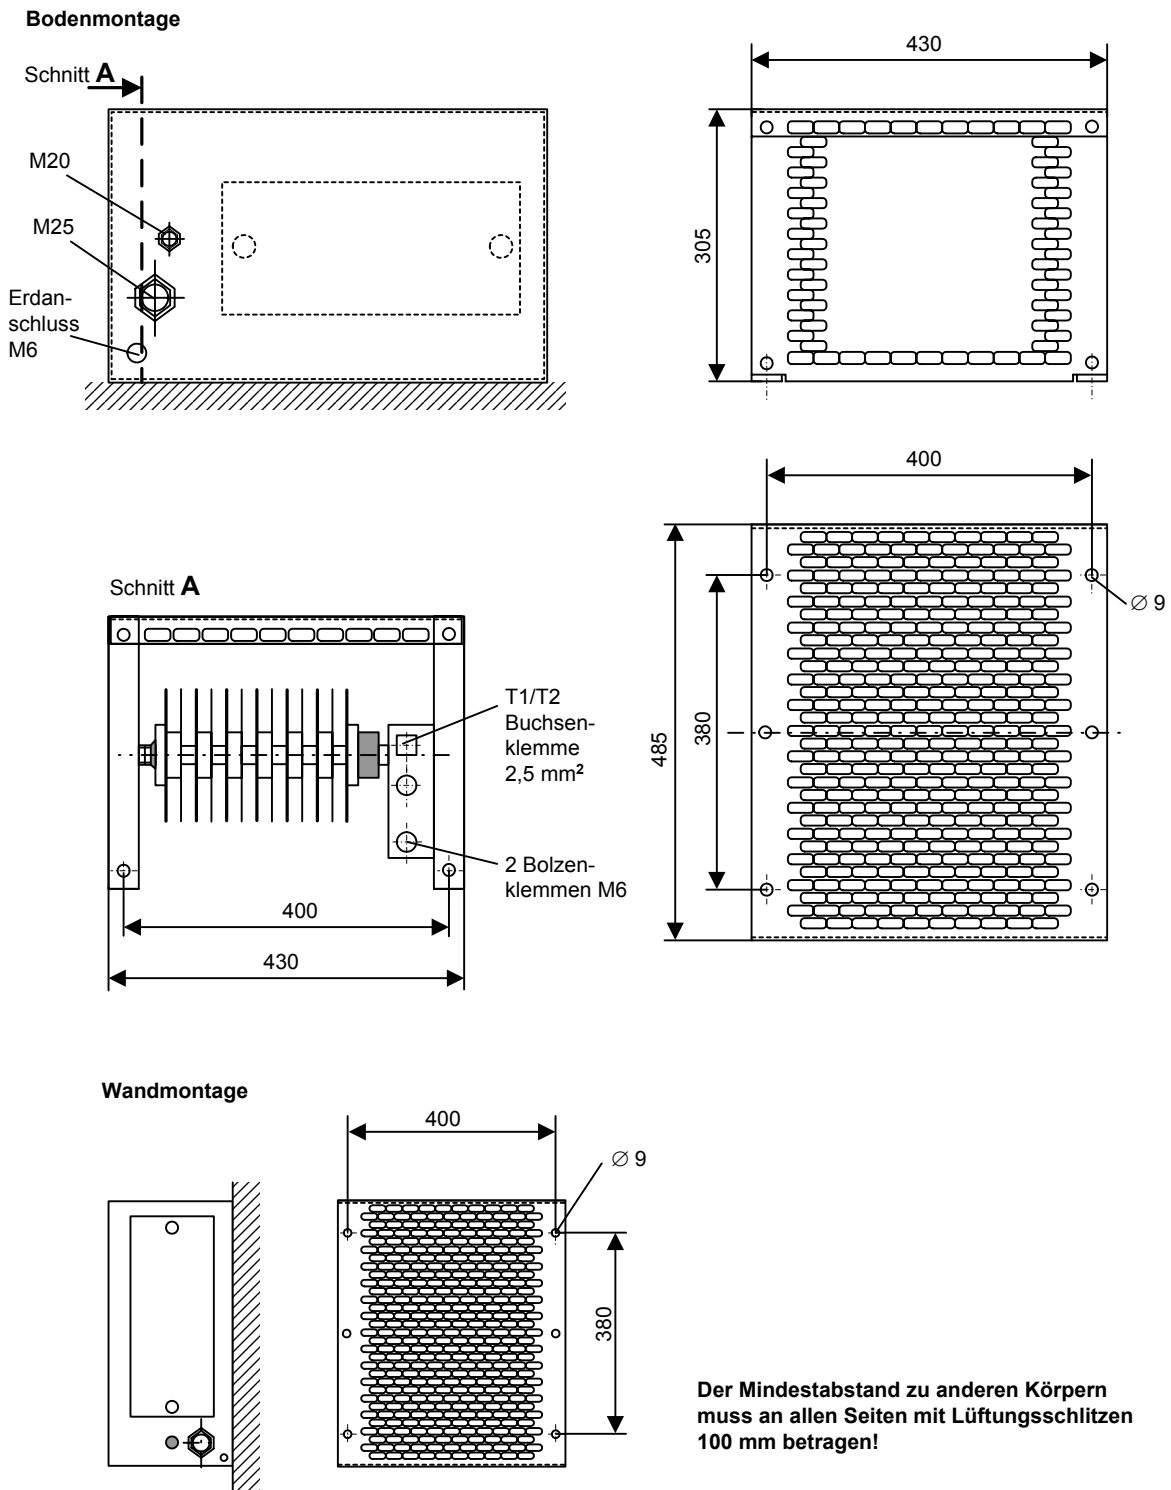 Bodenmontage
Schnitt A
M20
M25
Erdan-
schluss
M6
430
305
400
485
380
∅ 9
Schnitt A
T1/T2
Buchsen-
klemme
2,5 mm²
2 Bolzen-
klemmen M6
400
430
Wandmontage
400
∅ 9
380
Der Mindestabstand zu anderen Körpern
muss an allen Seiten mit Lüftungsschlitzen
100 mm betragen!